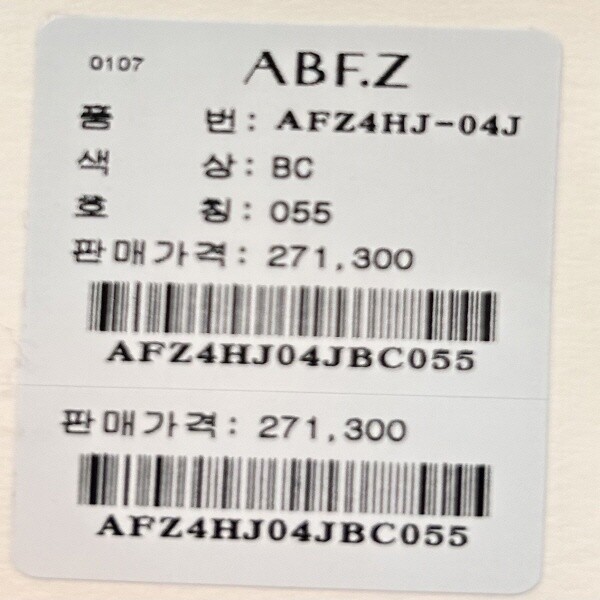 0107 ABF.Z
품 번: AFZ4HJ-04J
색 상: BC
호 칭: 055
판매가격: 271,300
AFZ4HJ04JBC055
판매가격: 271,300
AFZ4HJ04JBC055